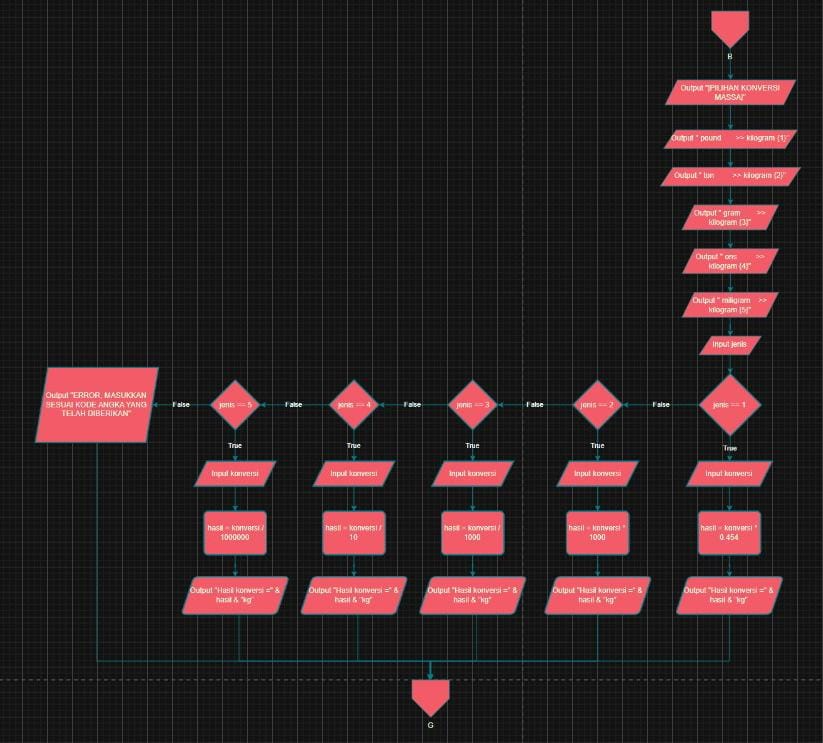 B
Output "[PILIHAN KONVERSI
MASSA]"
Output " pound >> kilogram {1}"
Output " ton >> kilogram {2}"
Output " gram >>
kilogram {3}"
Output " ons >>
kilogram {4}"
Output " miligram >>
kilogram {5}"
Input jenis
Output "ERROR, MASUKKAN
SESUAI KODE ANGKA YANG
TELAH DIBERIKAN"
False
jenis == 5
False
jenis == 4
False
jenis == 3
False
jenis == 2
False
jenis == 1
True
True
True
True
True
Input konversi
Input konversi
Input konversi
Input konversi
Input konversi
hasil = konversi /
1000000
hasil = konversi /
10
hasil = konversi /
1000
hasil = konversi *
1000
hasil = konversi *
0.454
Output "Hasil konversi =" &
hasil & "kg"
Output "Hasil konversi =" &
hasil & "kg"
Output "Hasil konversi =" &
hasil & "kg"
Output "Hasil konversi =" &
hasil & "kg"
Output "Hasil konversi =" &
hasil & "kg"
G